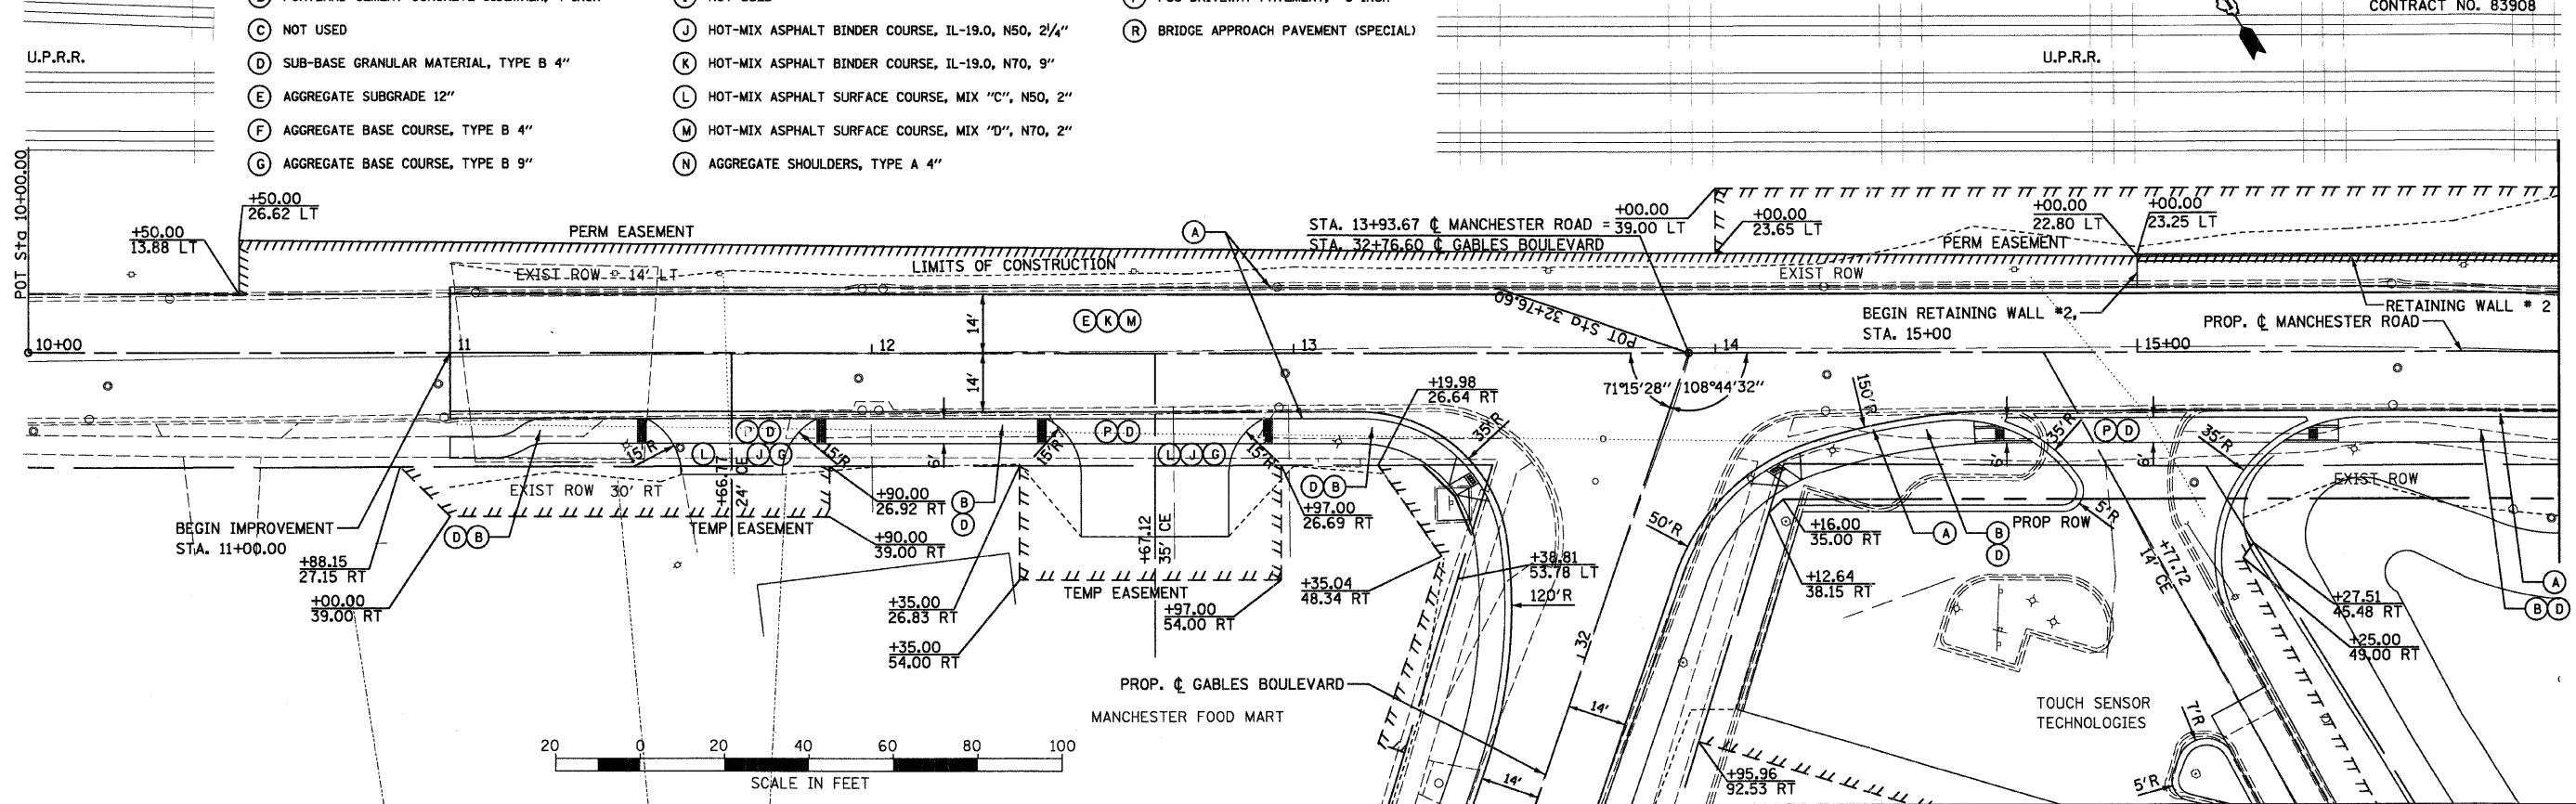 CONTRACT NO. 83908
C NOT USED
D SUB-BASE GRANULAR MATERIAL, TYPE B 4"
E AGGREGATE SUBGRADE 12"
F AGGREGATE BASE COURSE, TYPE B 4"
G AGGREGATE BASE COURSE, TYPE B 9"
J HOT-MIX ASPHALT BINDER COURSE, IL-19.0, N50, 2 1/4"
K HOT-MIX ASPHALT BINDER COURSE, IL-19.0, N70, 9"
L HOT-MIX ASPHALT SURFACE COURSE, MIX "C", N50, 2"
M HOT-MIX ASPHALT SURFACE COURSE, MIX "D", N70, 2"
N AGGREGATE SHOULDERS, TYPE A 4"
R BRIDGE APPROACH PAVEMENT (SPECIAL)
U.P.R.R.
U.P.R.R.
POT Sta 10+00.00
+50.00
13.88 LT
+50.00
26.62 LT
PERM EASEMENT
EXIST ROW - 14' LT
LIMITS OF CONSTRUCTION
A
STA. 13+93.67 ℄ MANCHESTER ROAD =
STA. 32+76.60 ℄ GABLES BOULEVARD
+00.00
39.00 LT
+00.00
23.65 LT
+00.00
22.80 LT
+00.00
23.25 LT
PERM EASEMENT
EXIST ROW
RETAINING WALL # 2
BEGIN RETAINING WALL #2,
STA. 15+00
PROP. ℄ MANCHESTER ROAD
POT Sta 32+76.60
E K M
14'
14'
10+00
11
12
13
14
15+00
71°15'28"
108°44'32"
+19.98
26.64 RT
35'R
150'R
35'R
35'R
P D
P D
P D
L
J G
L J G
15'R
15'R
15'R
15'R
6'
6'
6'
+66.77
24' CE
+67.12
35' CE
EXIST ROW 30' RT
TEMP EASEMENT
BEGIN IMPROVEMENT
STA. 11+00.00
D B
+88.15
27.15 RT
+00.00
39.00 RT
+90.00
26.92 RT
B
D
+90.00
39.00 RT
+35.00
26.83 RT
+35.00
54.00 RT
TEMP EASEMENT
+97.00
54.00 RT
D B
+97.00
26.69 RT
+35.04
48.34 RT
+38.81
53.78 LT
120'R
50'R
+16.00
35.00 RT
+12.64
38.15 RT
A
B
D
PROP ROW
5'R
+77.72
14' CE
EXIST ROW
A
B D
+27.51
45.48 RT
+25.00
49.00 RT
32
14'
14'
PROP. ℄ GABLES BOULEVARD
MANCHESTER FOOD MART
TOUCH SENSOR
TECHNOLOGIES
7'R
5'R
+95.96
92.53 RT
20 0 20 40 60 80 100
SCALE IN FEET